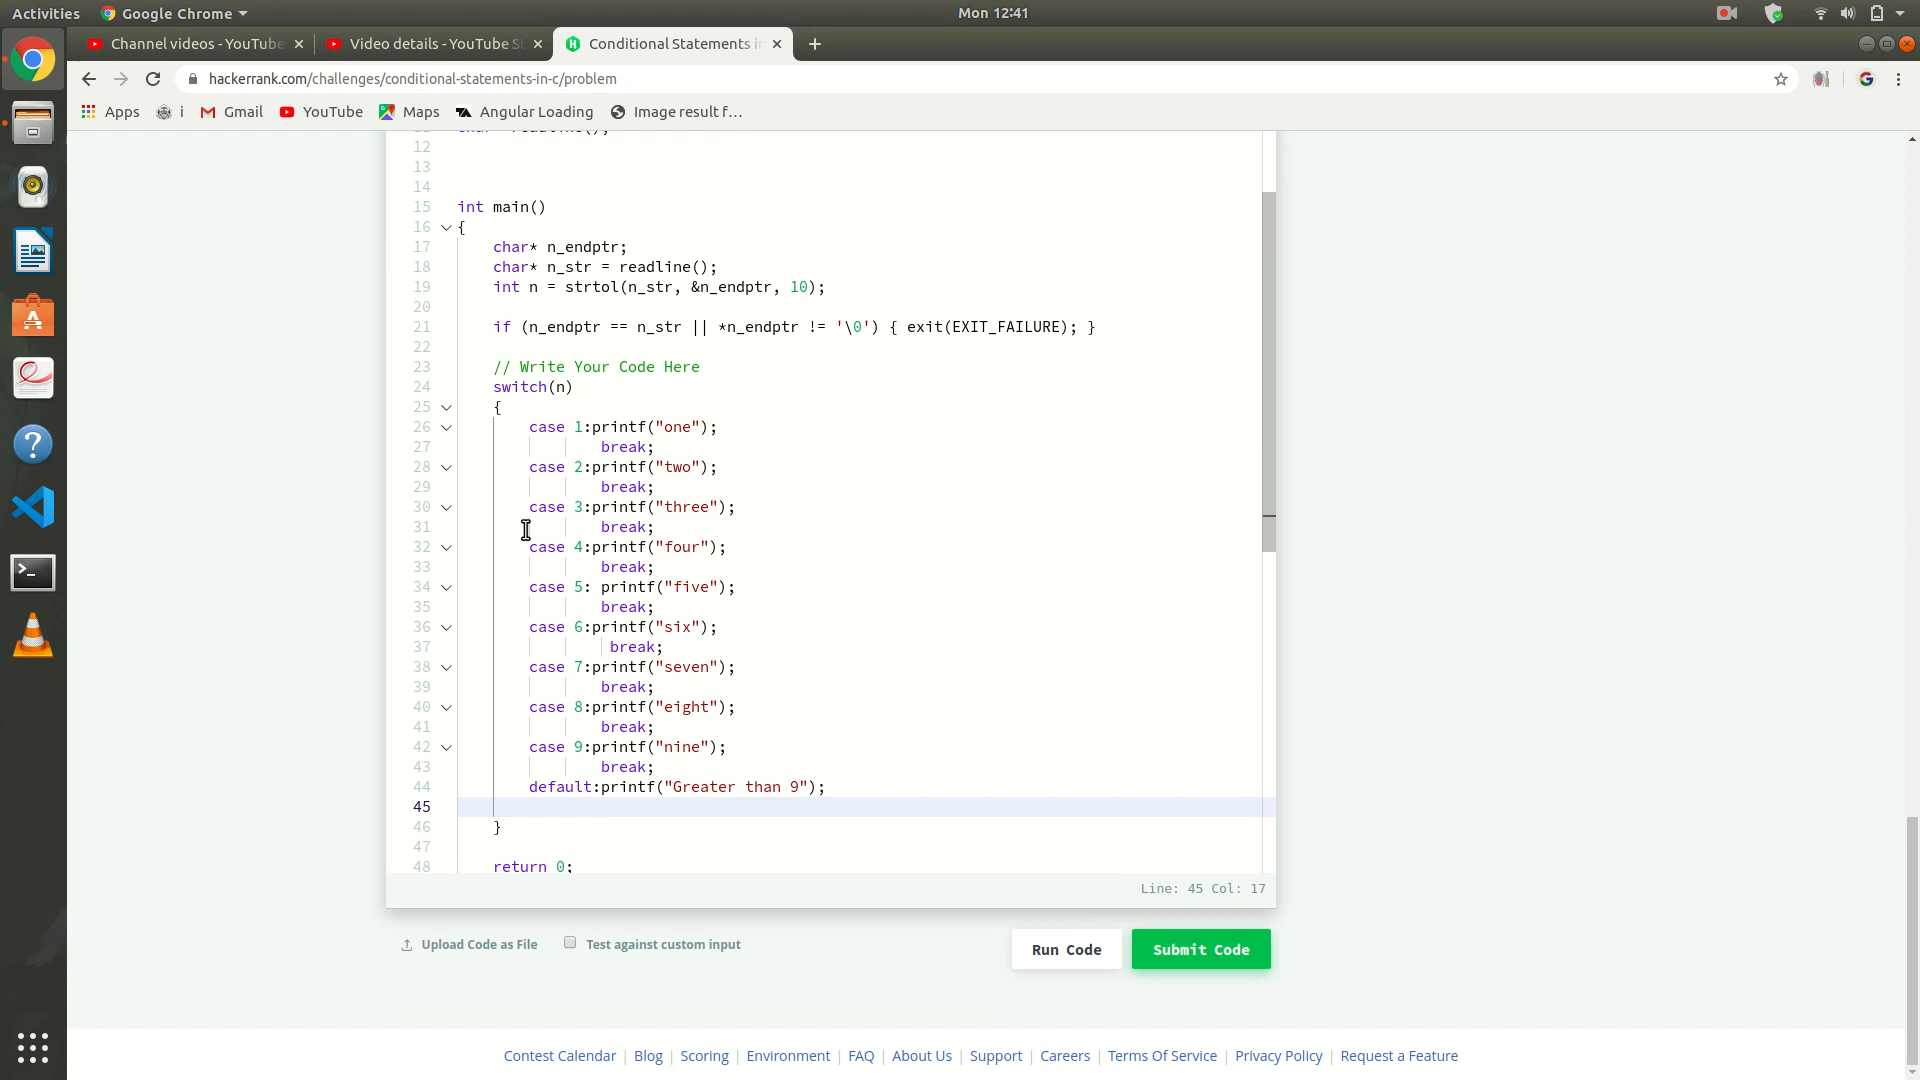 Activities Google Chrome Mon 12:41
Channel videos - YouTube Video details - YouTube S Conditional Statements i
hackerrank.com/challenges/conditional-statements-in-c/problem
Apps i Gmail YouTube Maps Angular Loading Image result f…
12
13
14
15 int main()
16 {
17 char* n_endptr;
18 char* n_str = readline();
19 int n = strtol(n_str, &n_endptr, 10);
20
21 if (n_endptr == n_str || *n_endptr != '\0') { exit(EXIT_FAILURE); }
22
23 // Write Your Code Here
24 switch(n)
25 {
26 case 1:printf("one");
27 break;
28 case 2:printf("two");
29 break;
30 case 3:printf("three");
31 break;
32 case 4:printf("four");
33 break;
34 case 5: printf("five");
35 break;
36 case 6:printf("six");
37 break;
38 case 7:printf("seven");
39 break;
40 case 8:printf("eight");
41 break;
42 case 9:printf("nine");
43 break;
44 default:printf("Greater than 9");
45
46 }
47
48 return 0;
Line: 45 Col: 17
Upload Code as File Test against custom input Run Code Submit Code
Contest Calendar | Blog | Scoring | Environment | FAQ | About Us | Support | Careers | Terms Of Service | Privacy Policy | Request a Feature